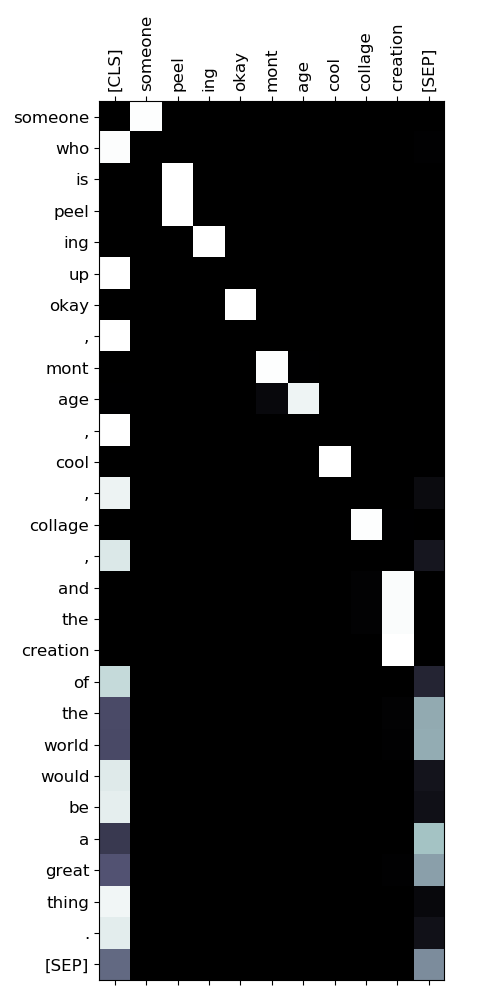 [CLS]
someone
peel
ing
okay
mont
age
cool
collage
creation
[SEP]
someone
who
is
peel
ing
up
okay
,
mont
age
,
cool
,
collage
,
and
the
creation
of
the
world
would
be
a
great
thing
.
[SEP]